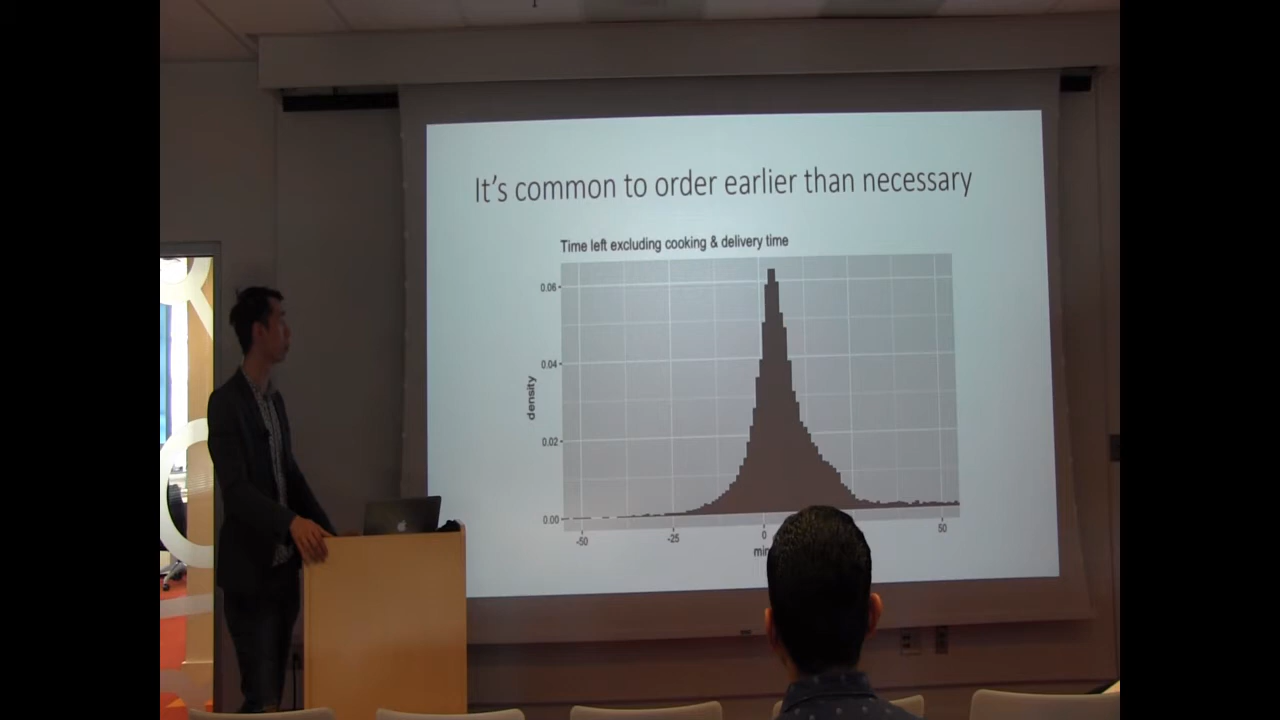 It's common to order earlier than necessary
Time left excluding cooking & delivery time
density
0.06
0.04
0.02
0.00
-50
-25
0
50